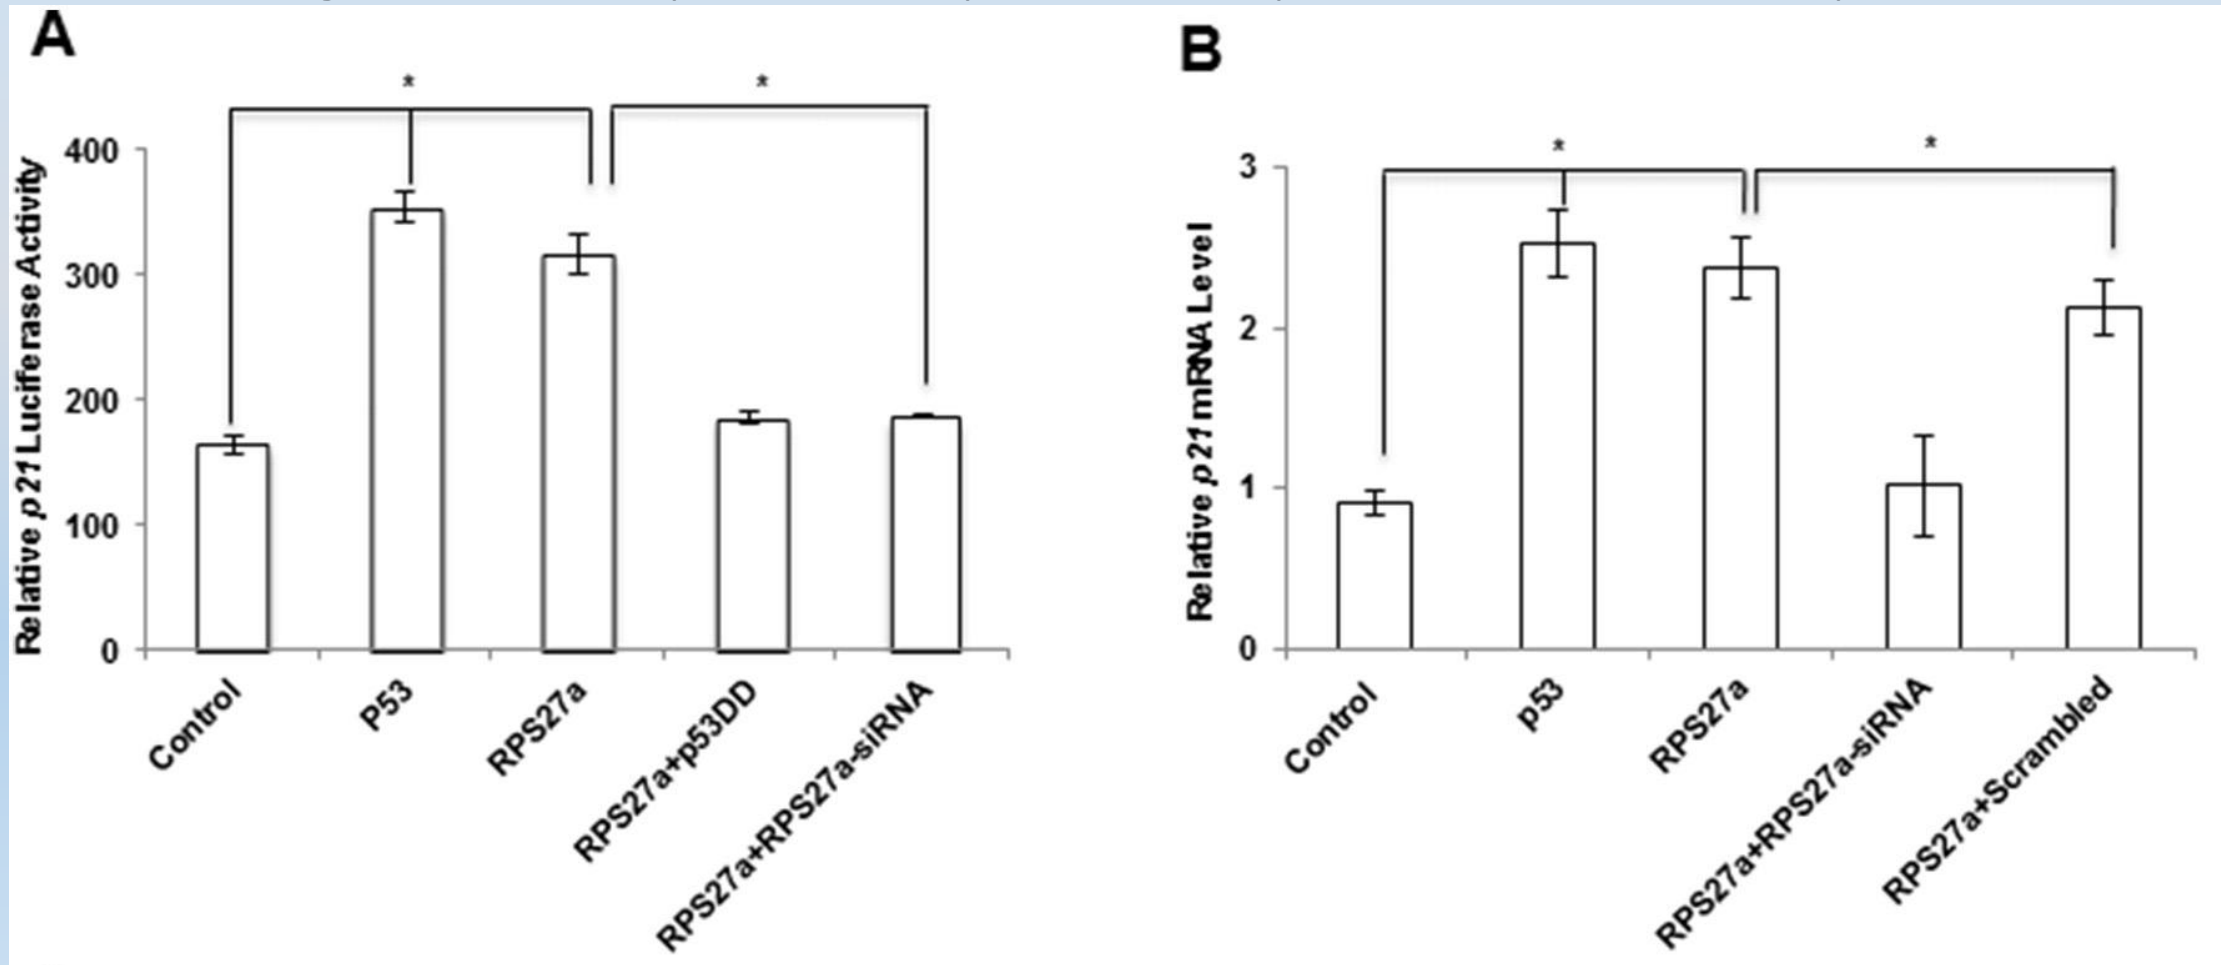 A
*
*
Relative p21 Luciferase Activity
400
300
200
100
0
Control
P53
RPS27a
RPS27a+p53DD
RPS27a+RPS27a-siRNA
B
*
*
Relative p21 mRNA Level
3
2
1
0
Control
p53
RPS27a
RPS27a+RPS27a-siRNA
RPS27a+Scrambled